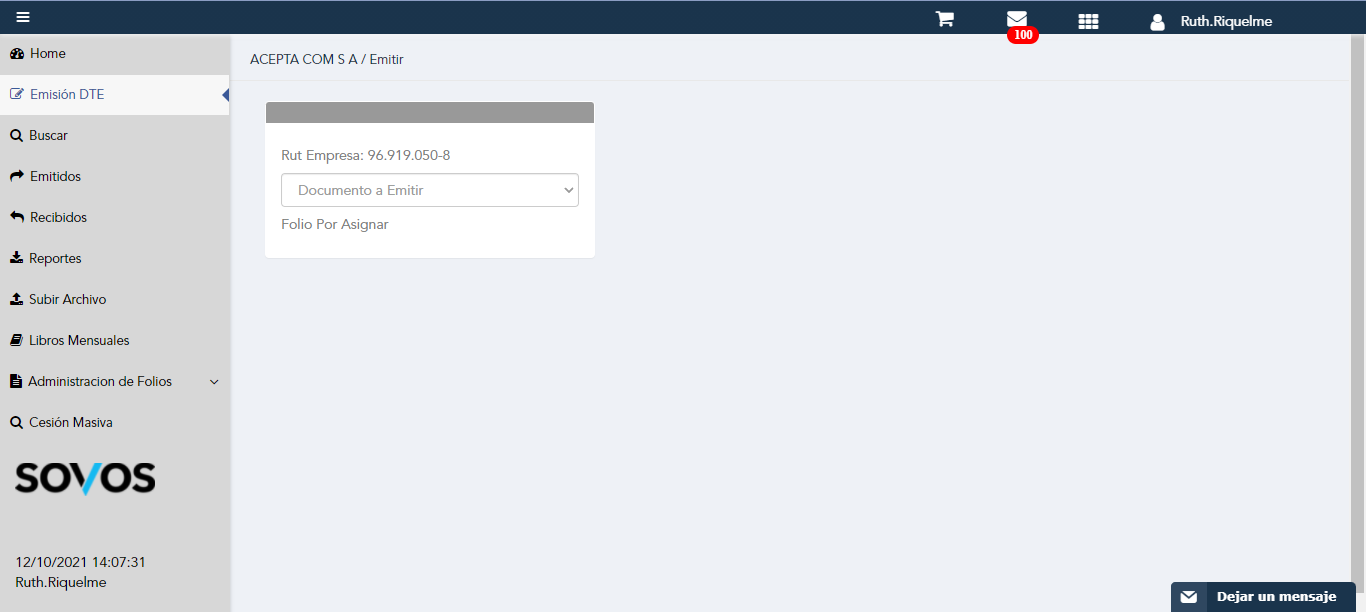 100
Ruth.Riquelme
Home
Emisión DTE
Buscar
Emitidos
Recibidos
Reportes
Subir Archivo
Libros Mensuales
Administracion de Folios
Cesión Masiva
SOVOS
12/10/2021 14:07:31
Ruth.Riquelme
ACEPTA COM S A / Emitir
Rut Empresa: 96.919.050-8
Documento a Emitir
Folio Por Asignar
Dejar un mensaje